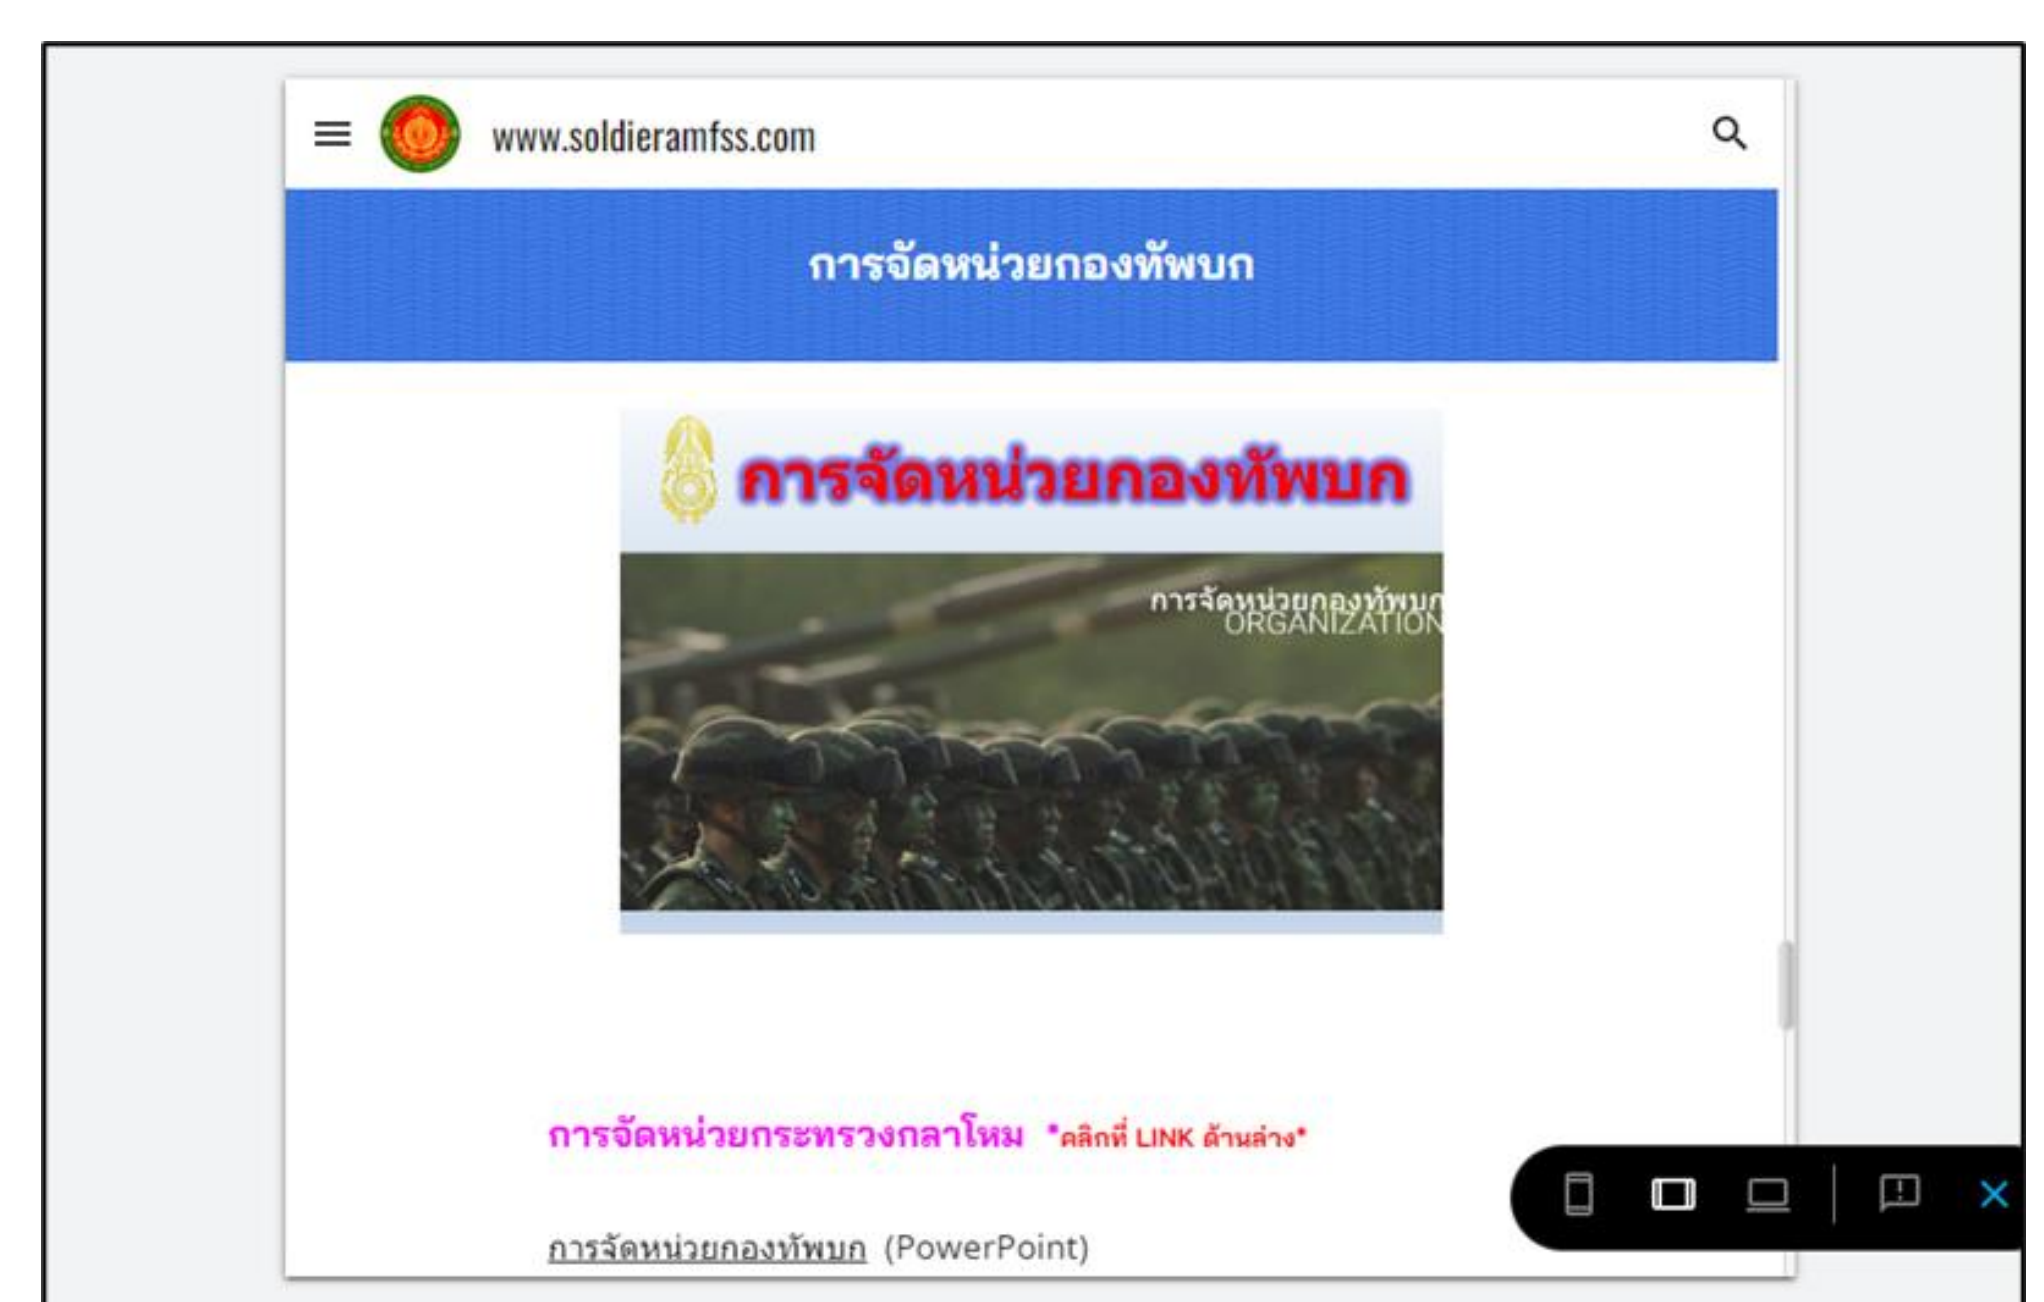 www.soldieramfss.com
การจัดหน่วยกองทัพบก
การจัดหน่วยกองทัพบก
การจัดหน่วยกองทัพบก
ORGANIZATION
การจัดหน่วยกระทรวงกลาโหม *คลิกที่ LINK ด้านล่าง*
การจัดหน่วยกองทัพบก (PowerPoint)